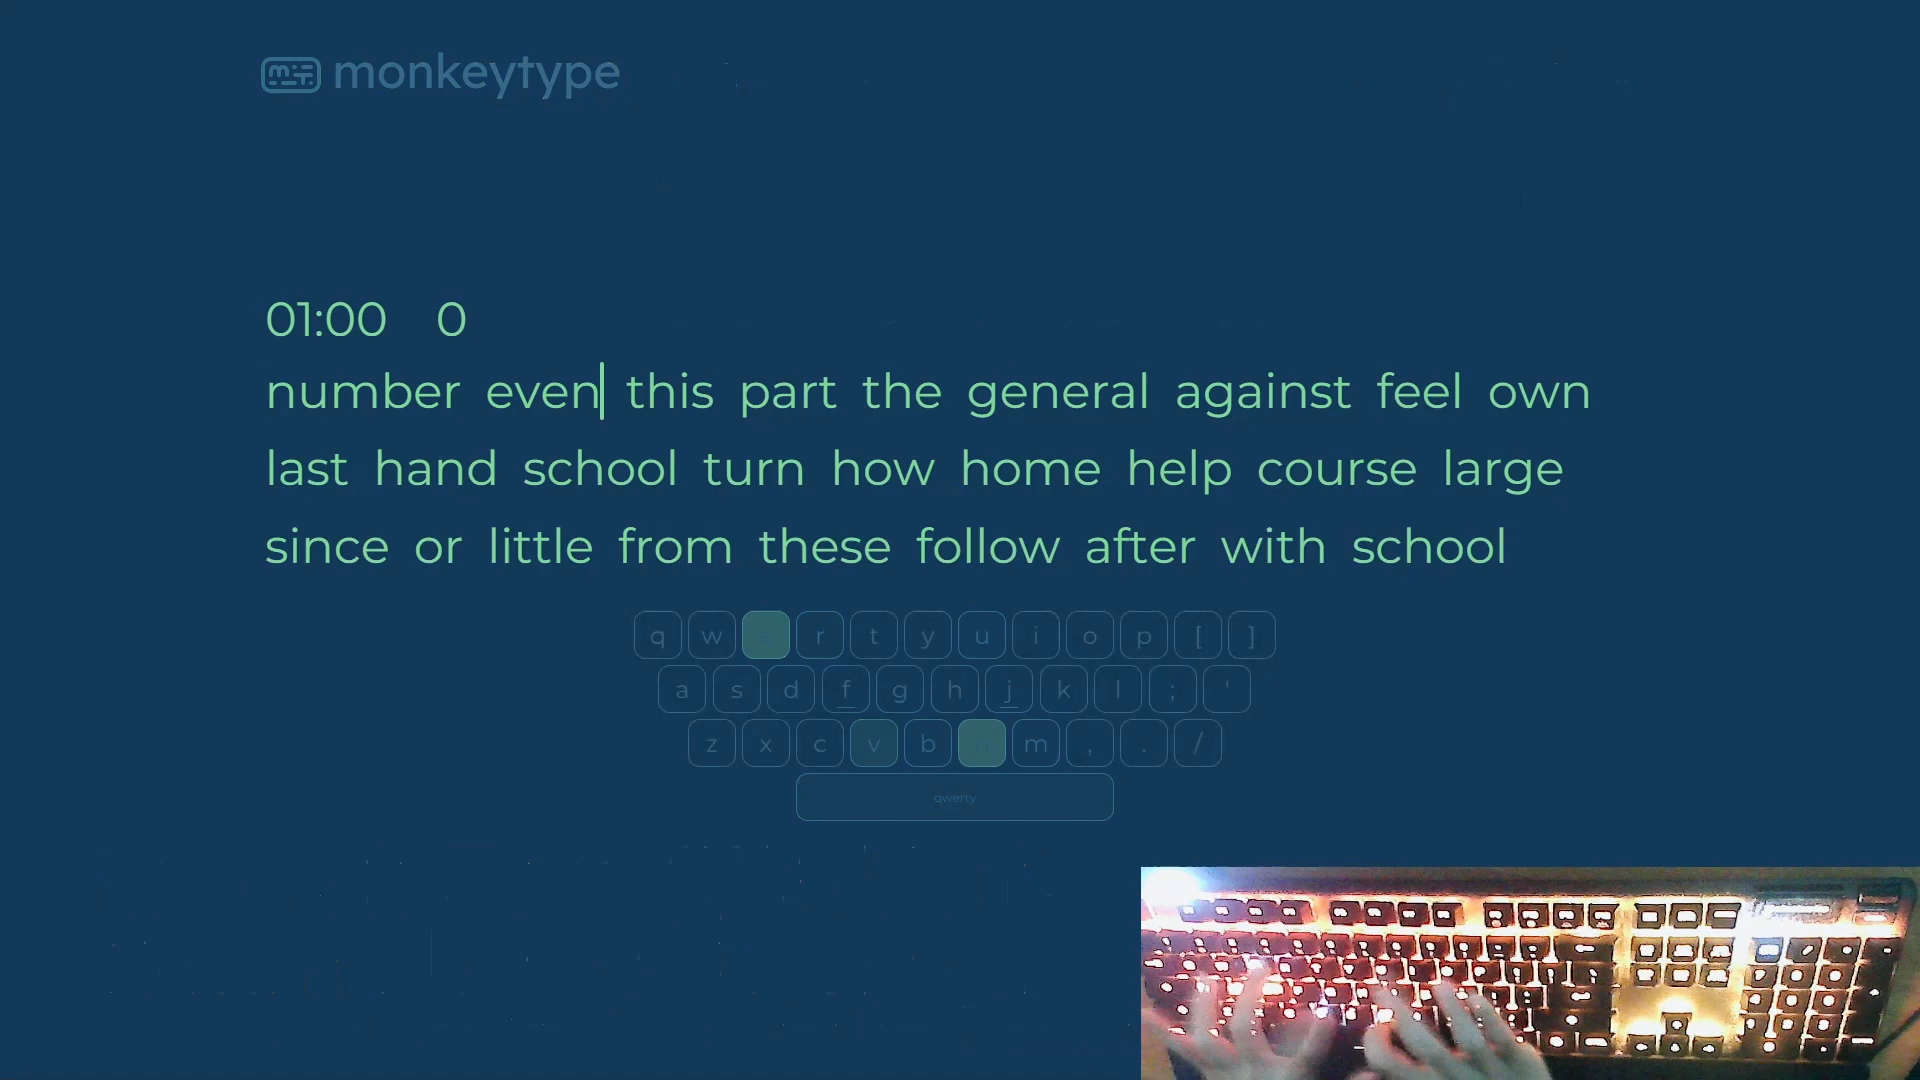 monkeytype
01:00 0
number even this part the general against feel own
last hand school turn how home help course large
since or little from these follow after with school
q w r t y u i o p [ ]
a s d f g h j k l ; '
z x c v b m , . /
qwerty